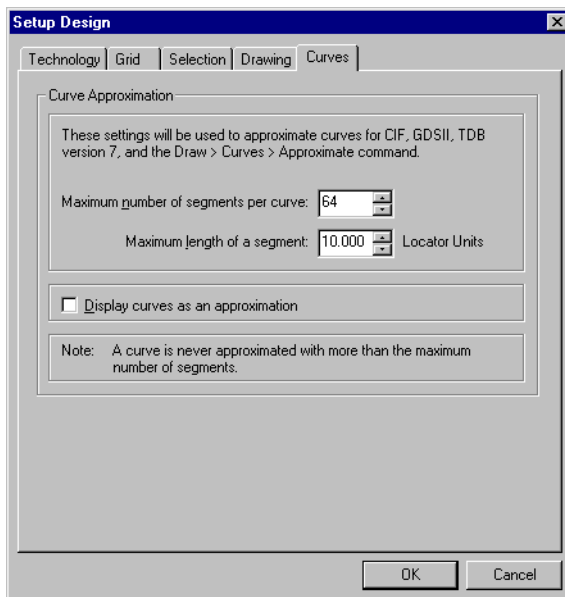 Setup Design
Technology Grid Selection Drawing Curves
Curve Approximation
These settings will be used to approximate curves for CIF, GDSII, TDB
version 7, and the Draw > Curves > Approximate command.
Maximum number of segments per curve: 64
Maximum length of a segment: 10.000 Locator Units
Display curves as an approximation
Note: A curve is never approximated with more than the maximum
number of segments.
OK Cancel